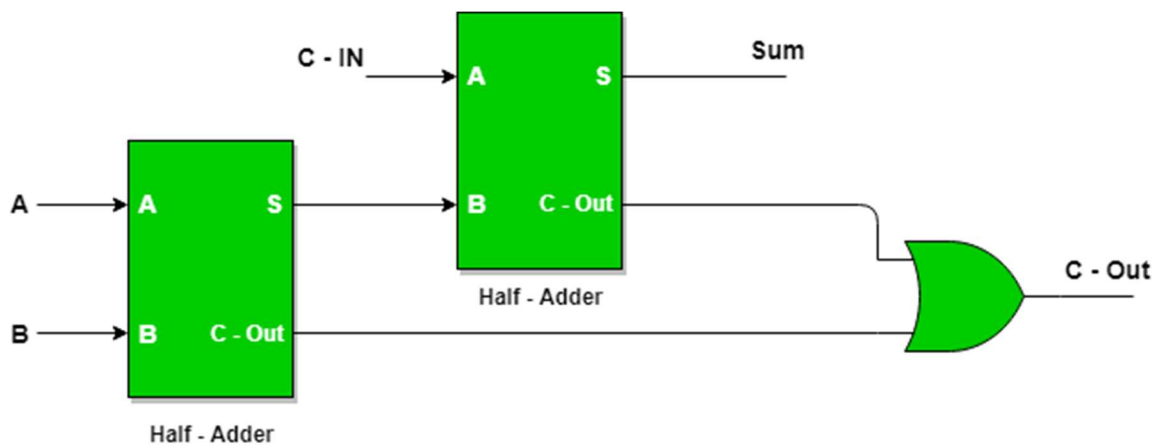 C - IN
A
S
Sum
B
C - Out
Half - Adder
A
A
S
B
B
C - Out
Half - Adder
C - Out